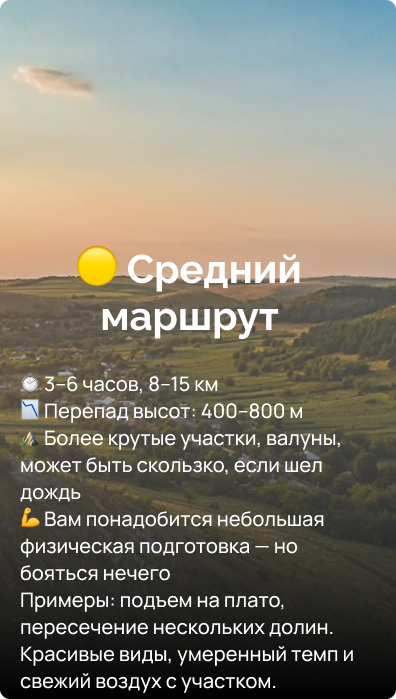 🟡 Средний
маршрут
🕙 3–6 часов, 8–15 км
📉 Перепад высот: 400–800 м
⛰️ Более крутые участки, валуны,
может быть скользко, если шел
дождь
💪 Вам понадобится небольшая
физическая подготовка — но
бояться нечего
Примеры: подъем на плато,
пересечение нескольких долин.
Красивые виды, умеренный темп и
свежий воздух с участком.